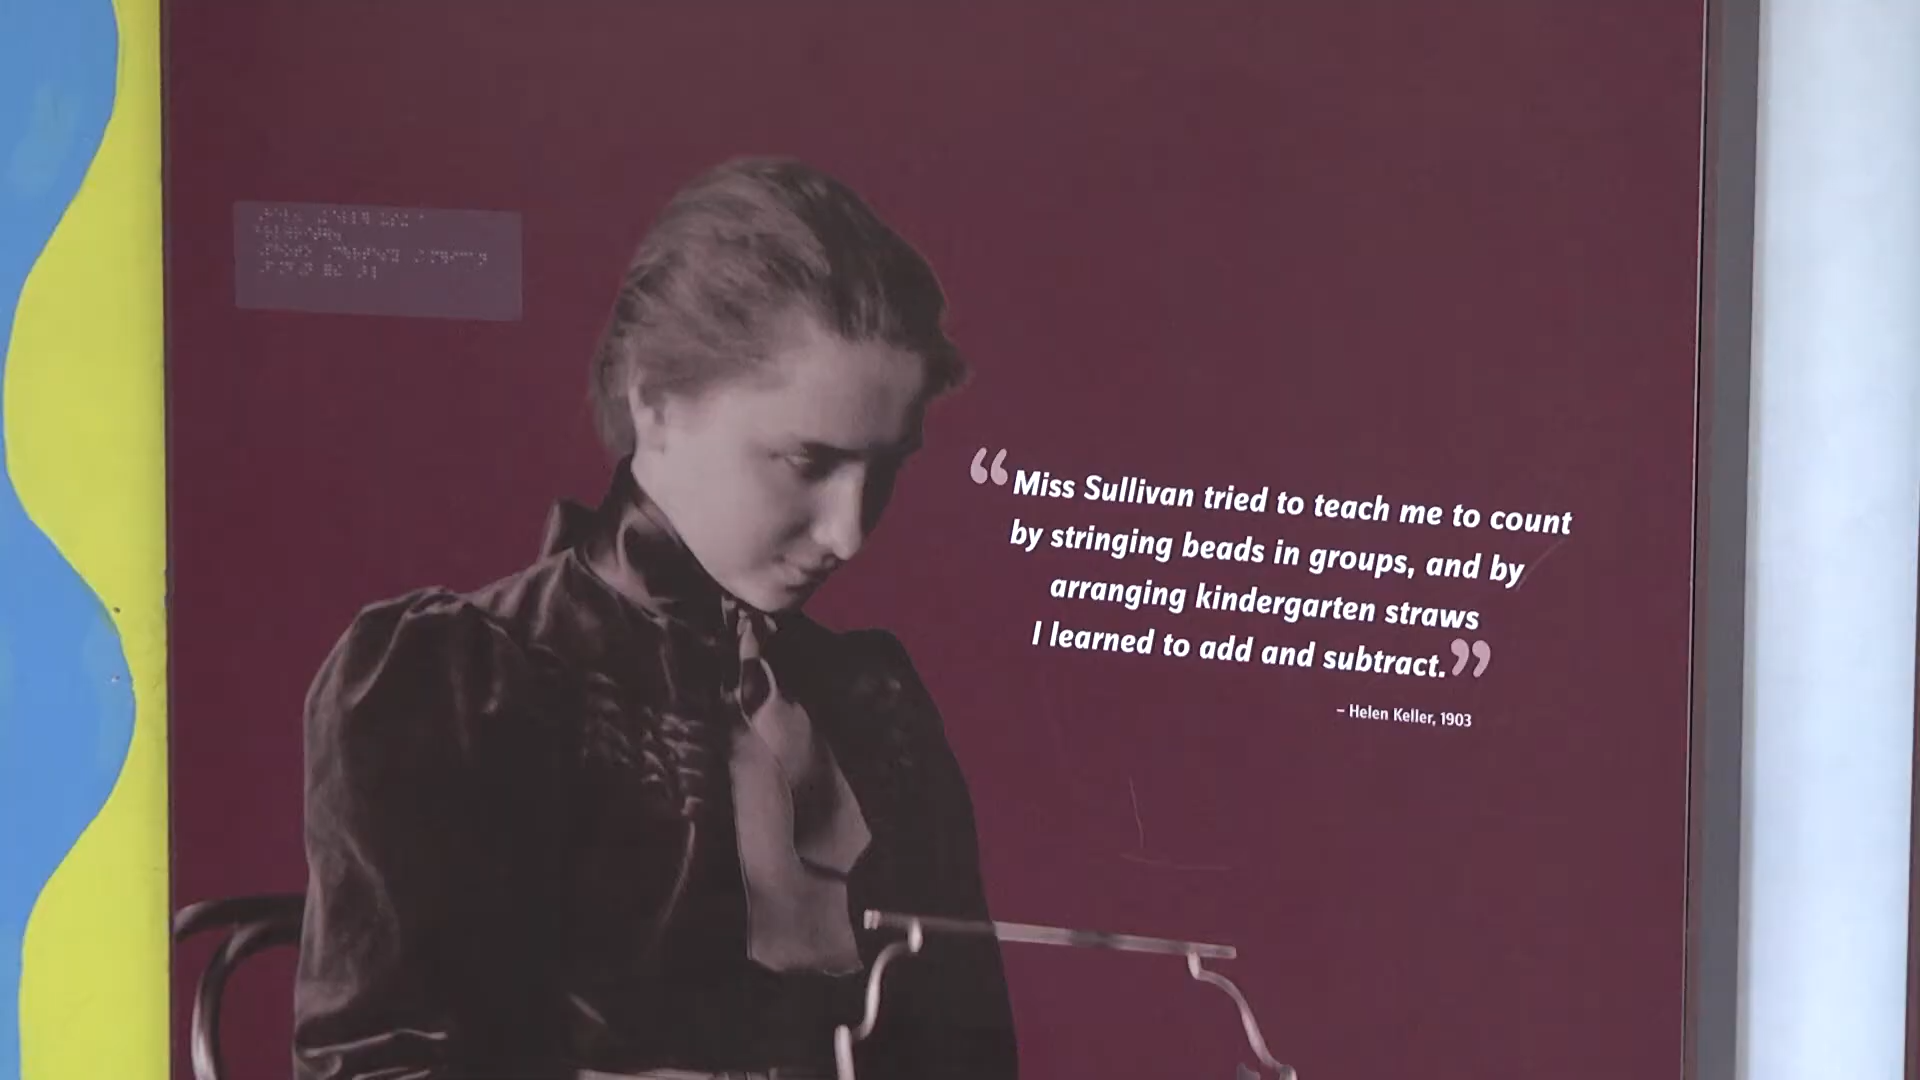 “Miss Sullivan tried to teach me to count
by stringing beads in groups, and by
arranging kindergarten straws
I learned to add and subtract.”
– Helen Keller, 1903